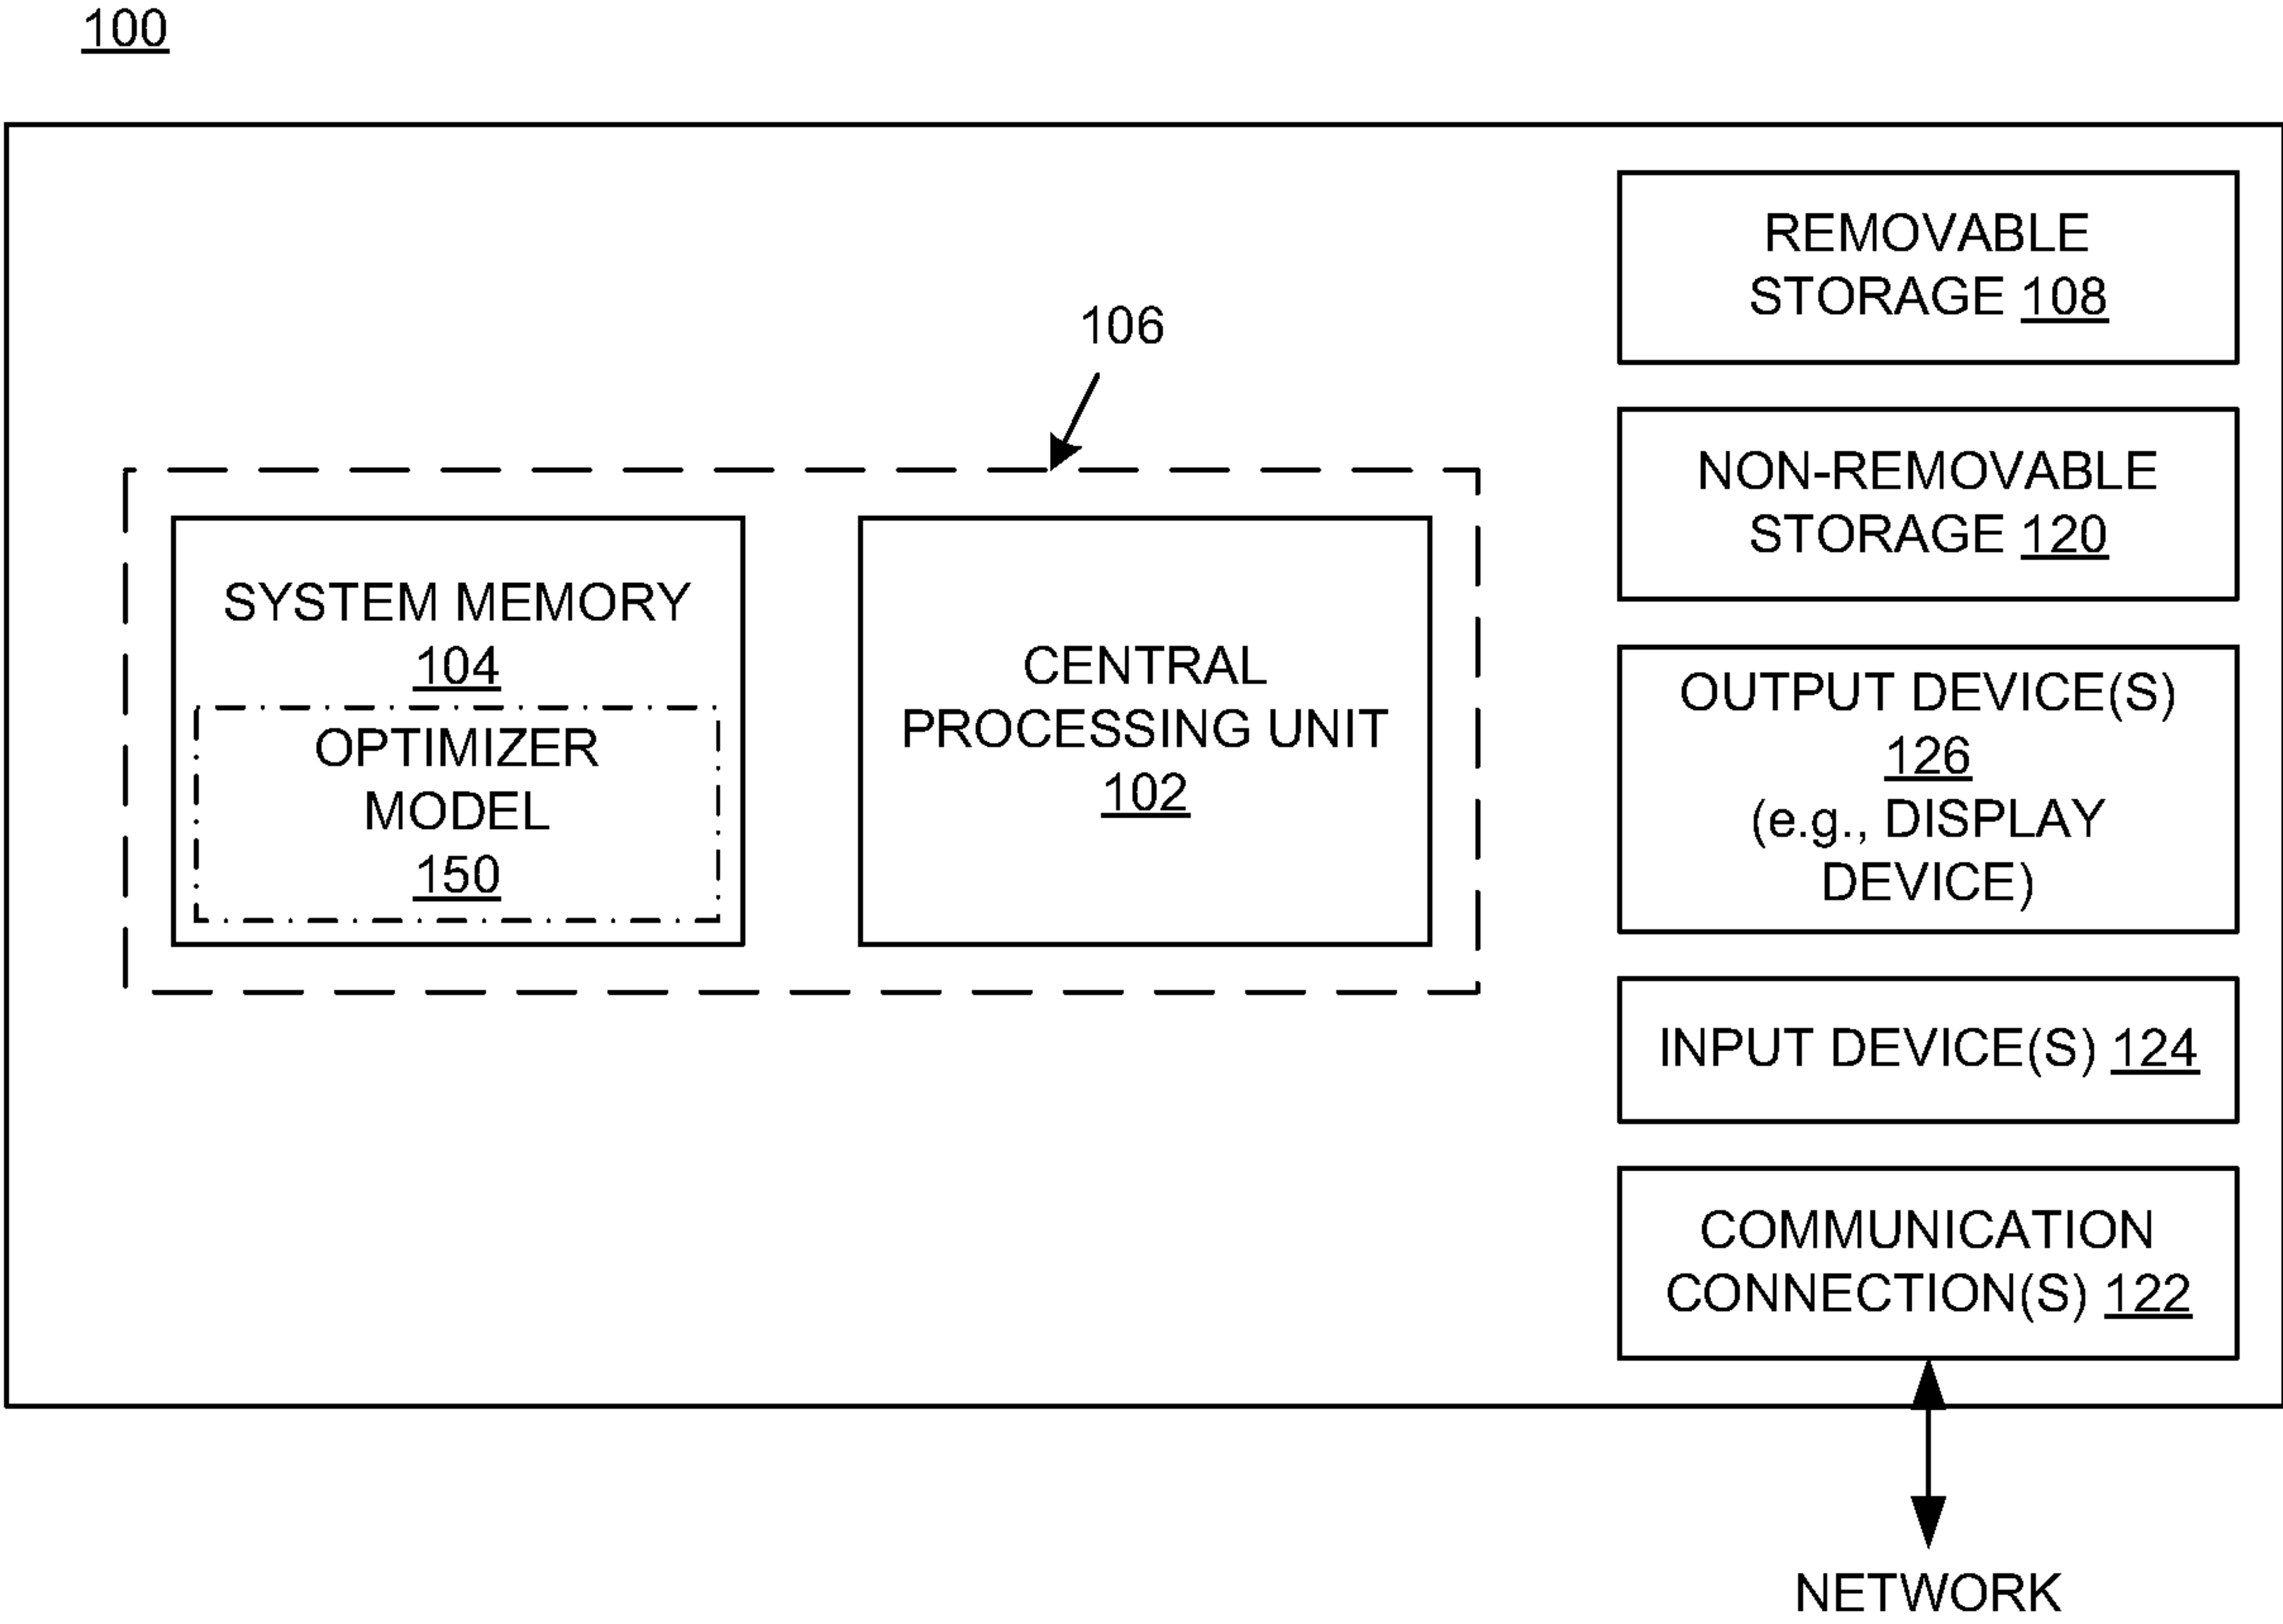 100
106
SYSTEM MEMORY
104
OPTIMIZER
MODEL
150
CENTRAL
PROCESSING UNIT
102
REMOVABLE
STORAGE 108
NON-REMOVABLE
STORAGE 120
OUTPUT DEVICE(S)
126
(e.g., DISPLAY
DEVICE)
INPUT DEVICE(S) 124
COMMUNICATION
CONNECTION(S) 122
NETWORK